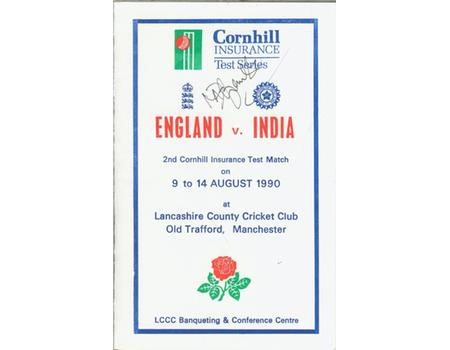 Cornhill
INSURANCE
Test Series
ENGLAND v. INDIA
2nd Cornhill Insurance Test Match
on
9 to 14 AUGUST 1990
at
Lancashire County Cricket Club
Old Trafford, Manchester
LCCC Banqueting & Conference Centre